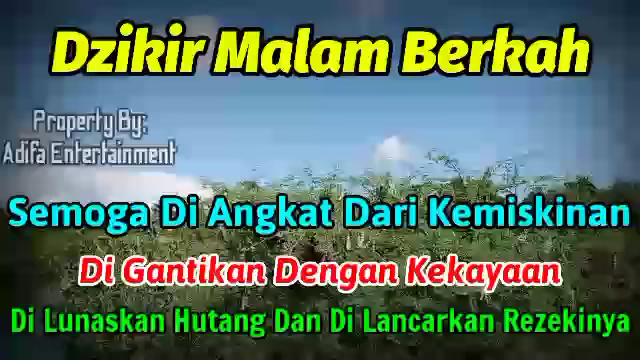 Dzikir Malam Berkah
Property By:
Adifa Entertainment
Semoga Di Angkat Dari Kemiskinan
Di Gantikan Dengan Kekayaan
Di Lunaskan Hutang Dan Di Lancarkan Rezekinya